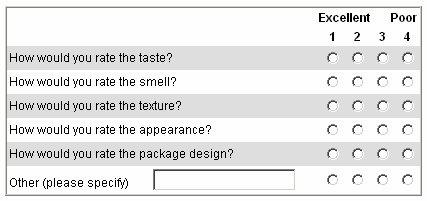 Excellent Poor
1 2 3 4
How would you rate the taste?
How would you rate the smell?
How would you rate the texture?
How would you rate the appearance?
How would you rate the package design?
Other (please specify)